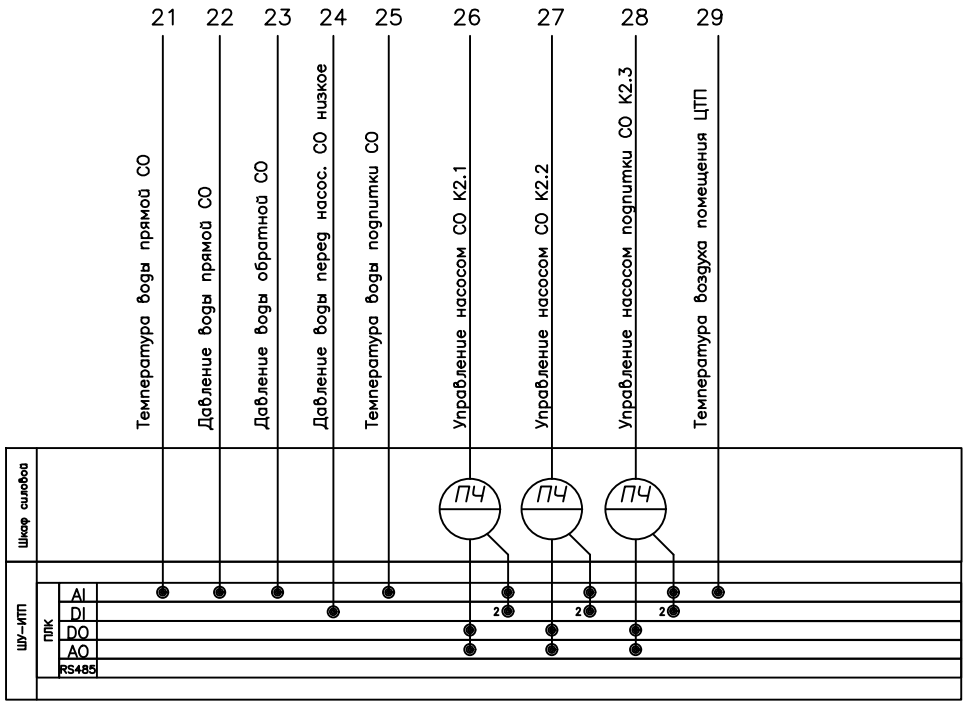 21 22 23 24 25 26 27 28 29
Температура воды прямой СО
Давление воды прямой СО
Давление воды обратной СО
Давление воды перед насос. СО низкое
Температура воды подпитки СО
Управление насосом СО К2.1
Управление насосом СО К2.2
Управление насосом подпитки СО К2.3
Температура воздуха помещения ЦТП
Шкаф силовой
ПЧ ПЧ ПЧ
ШУ-ИТП
ПЛК
AI
DI 2 2 2
DO
AO
RS485